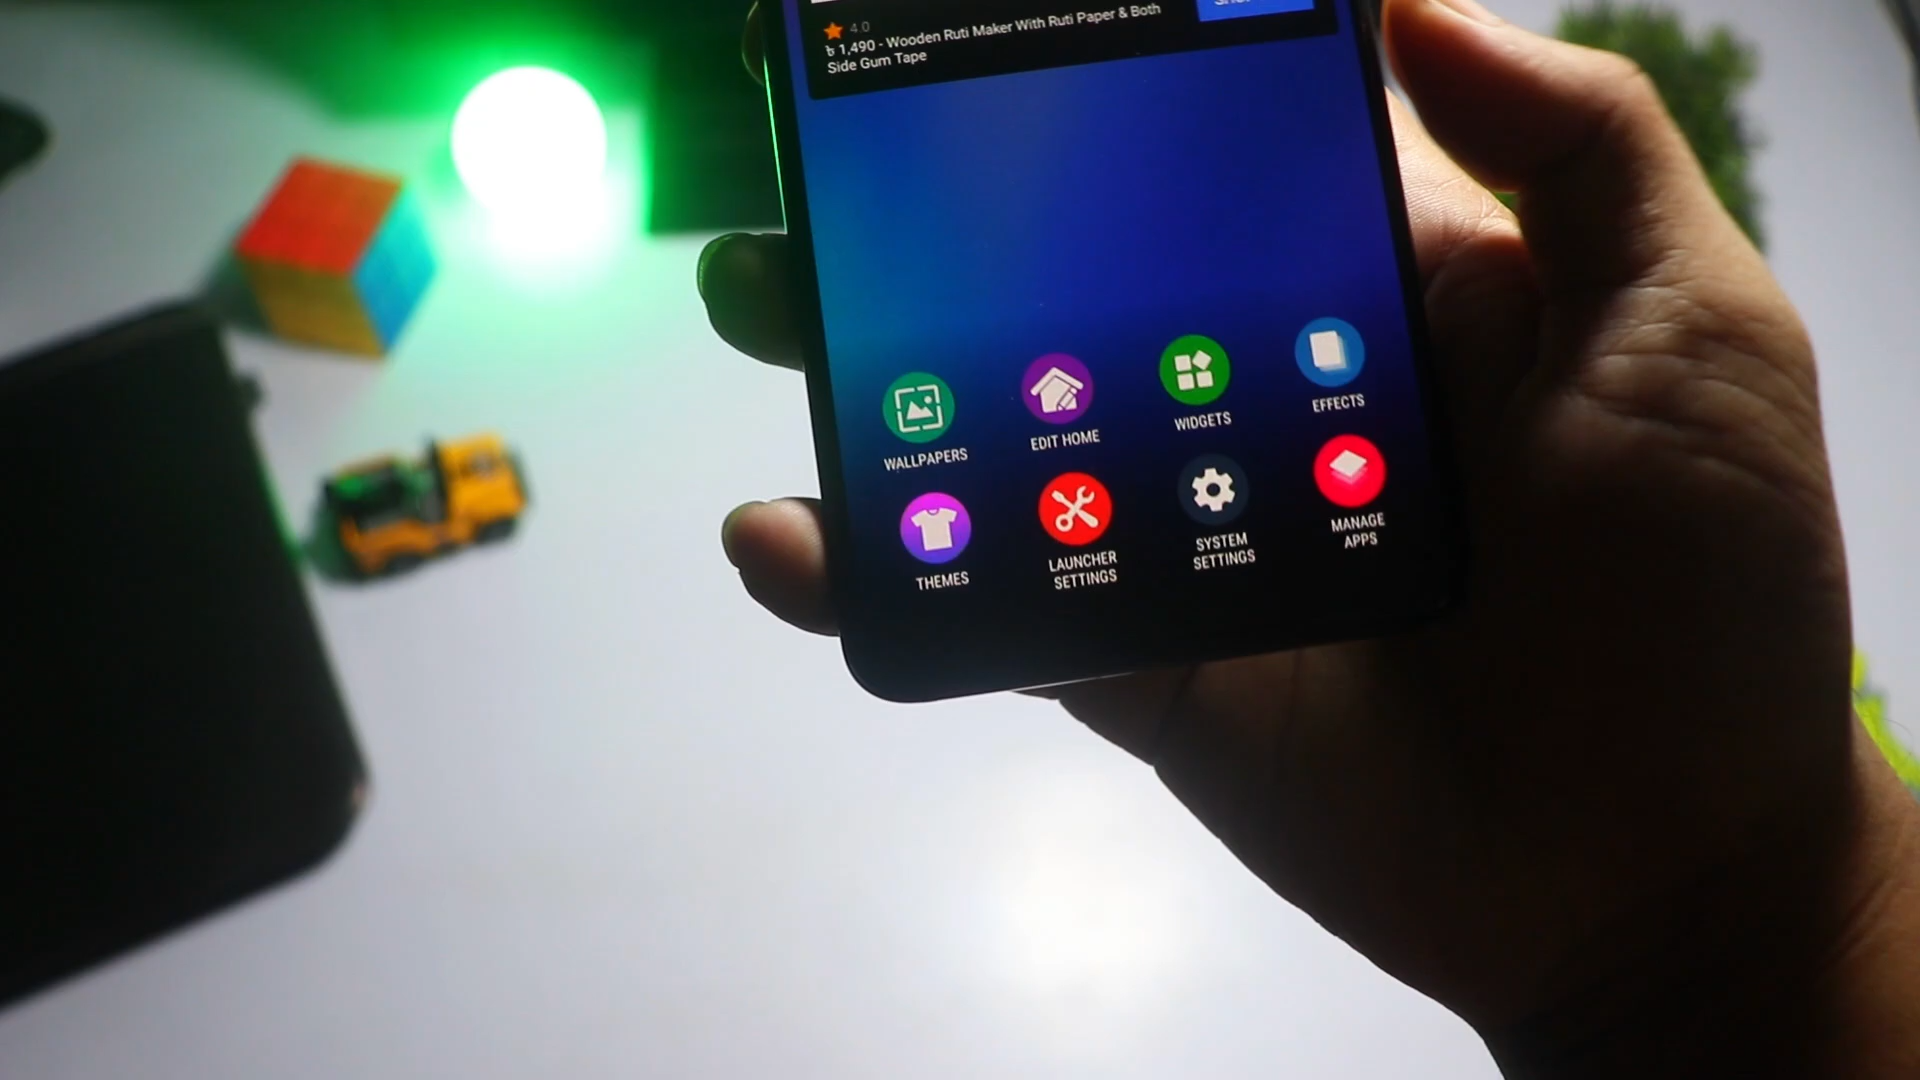 4.0
৳ 1,490 - Wooden Ruti Maker With Ruti Paper & Both
Side Gum Tape
WALLPAPERS
EDIT HOME
WIDGETS
EFFECTS
THEMES
LAUNCHER
SETTINGS
SYSTEM
SETTINGS
MANAGE
APPS